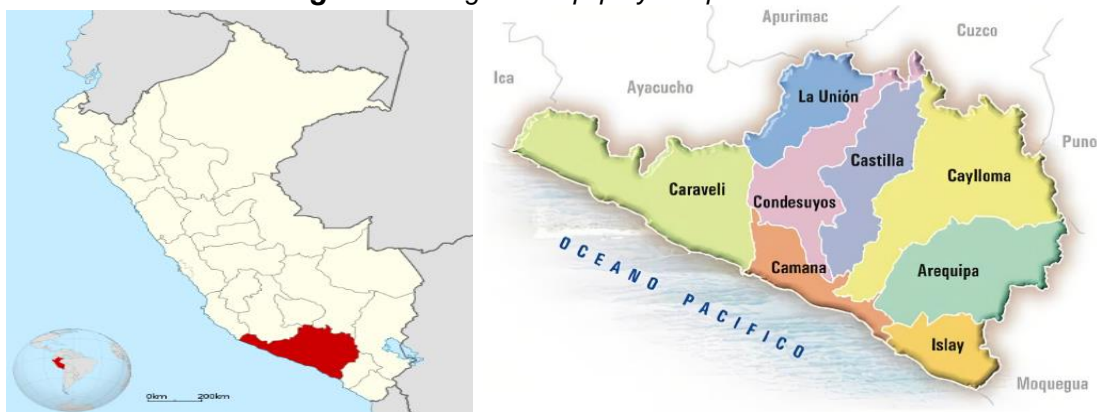 Apurimac
Cuzco
Ica
Ayacucho
La Unión
Puno
Castilla
Caylloma
Caraveli
Condesuyos
OCEANO PACIFICO
Camana
Arequipa
Islay
Moquegua
0km 200km